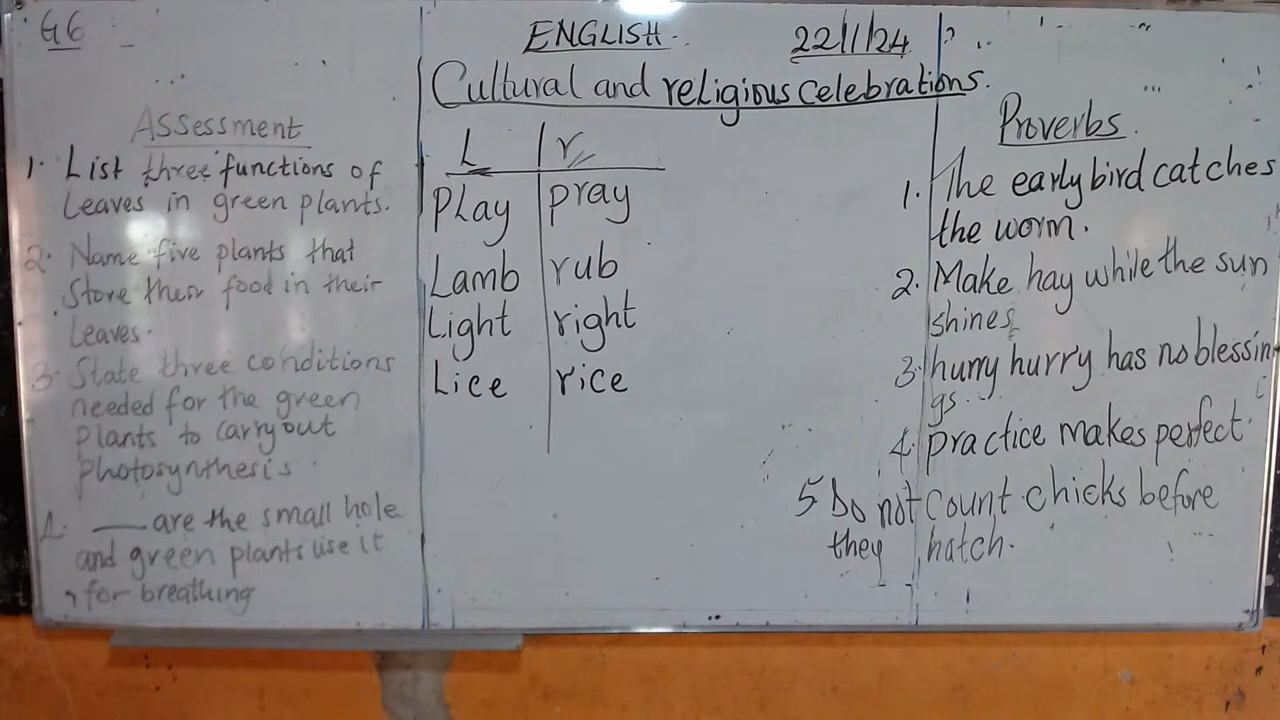 G6
ENGLISH.
22/1/24
Cultural and religious celebrations.
Assessment
1. List three functions of
leaves in green plants.
2. Name five plants that
store their food in their
leaves.
3. State three conditions
needed for the green
plants to carry out
photosynthesis.
4. ___ are the small hole
and green plants use it
for breathing
L r
Play pray
Lamb rub
Light right
Lice rice
Proverbs.
1. The early bird catches
the worm.
2. Make hay while the sun
shines
3. hurry hurry has no blessin
gs.
4. practice makes perfect.
5 Do not count chicks before
they hatch.